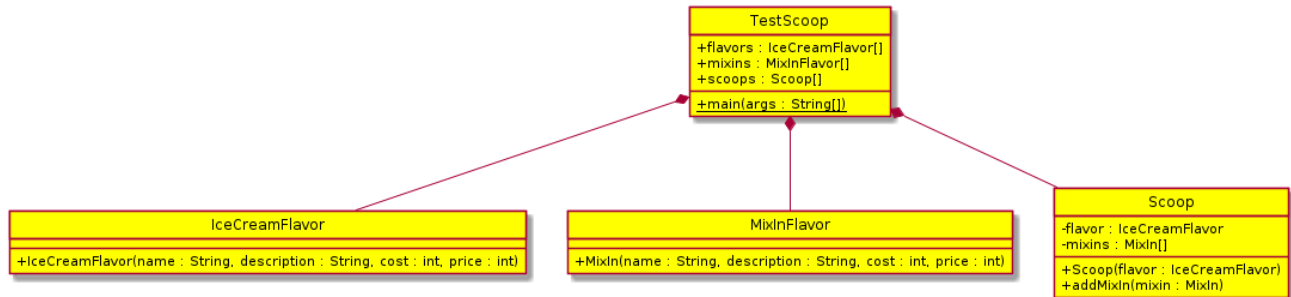 TestScoop
+flavors : IceCreamFlavor[]
+mixins : MixInFlavor[]
+scoops : Scoop[]
+main(args : String[])
IceCreamFlavor
+IceCreamFlavor(name : String, description : String, cost : int, price : int)
MixInFlavor
+MixIn(name : String, description : String, cost : int, price : int)
Scoop
-flavor : IceCreamFlavor
-mixins : MixIn[]
+Scoop(flavor : IceCreamFlavor)
+addMixIn(mixin : MixIn)